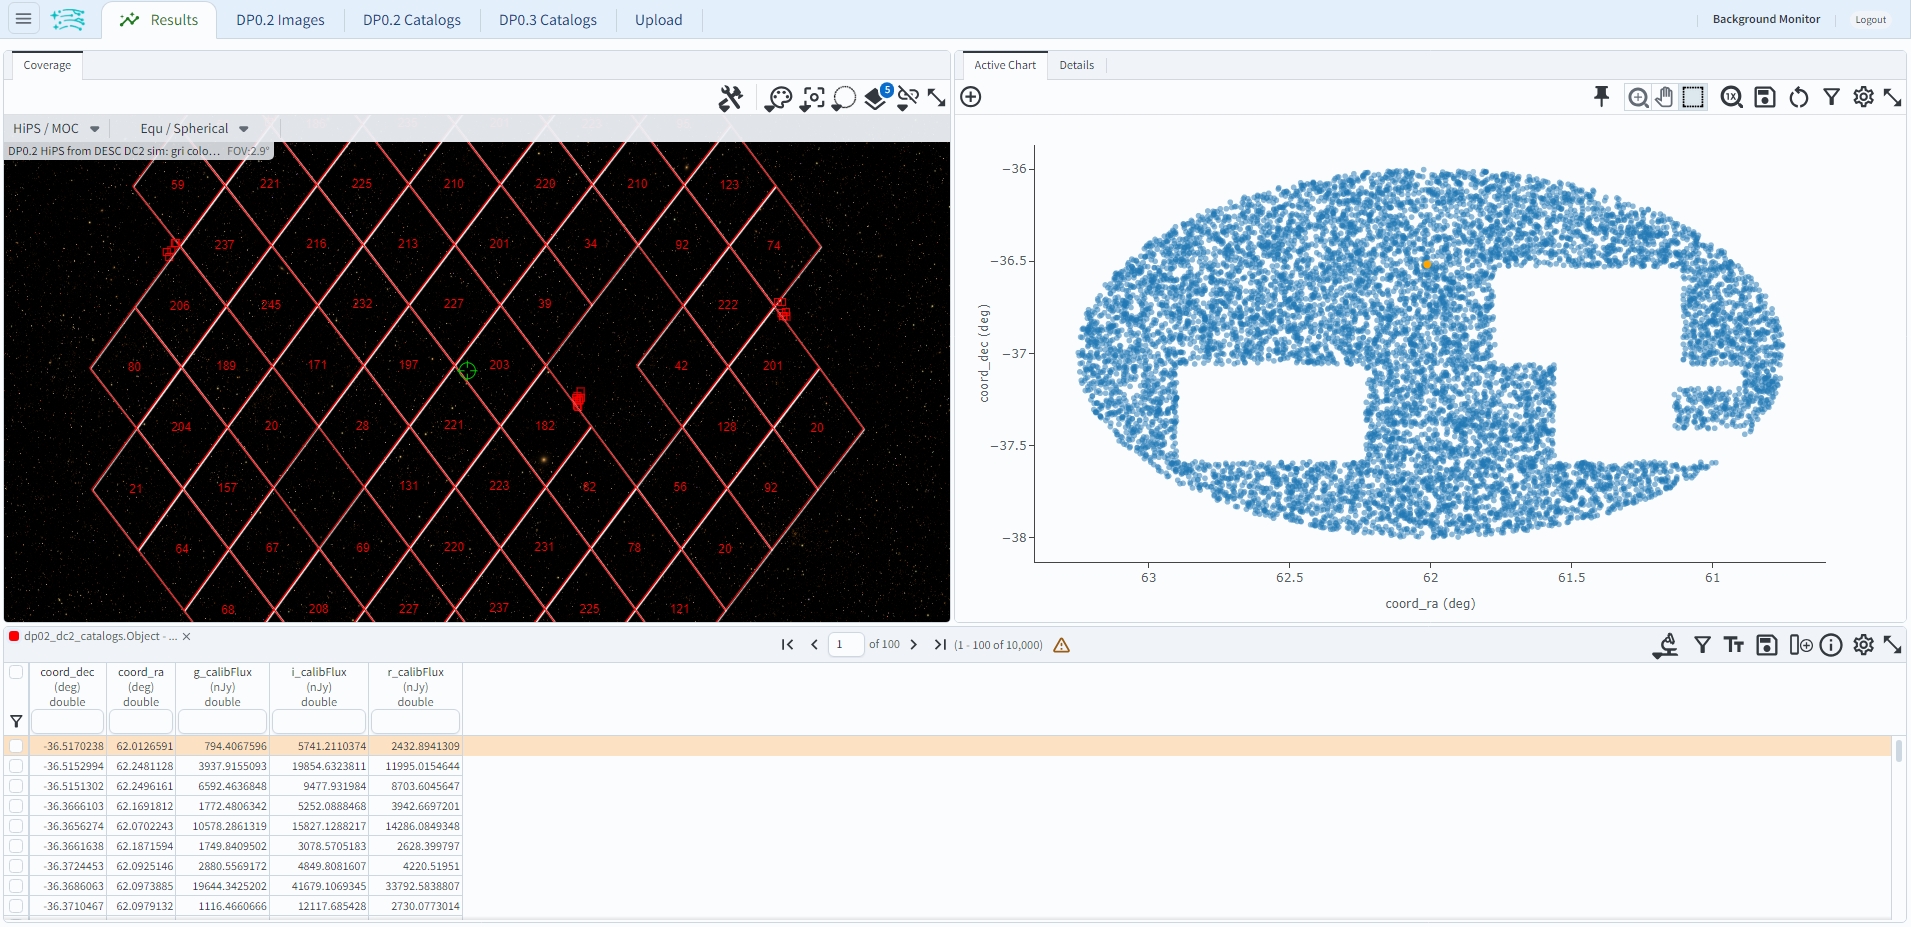 Results DP0.2 Images DP0.2 Catalogs DP0.3 Catalogs Upload Background Monitor Logout
Coverage
5
HiPS / MOC Equ / Spherical
DP0.2 HiPS from DESC DC2 sim: gri colo... FOV:2.9°
59 221 225 210 220 210 123
237 216 213 201 34 92 74
206 245 232 227 39 222
80 189 171 197 203 42 201
204 20 28 221 182 128 20
21 157 131 223 82 56 92
64 67 69 220 231 78 20
68 208 227 237 225 121
Active Chart Details
1X
−36
−36.5
−37
−37.5
−38
coord_dec (deg)
63 62.5 62 61.5 61
coord_ra (deg)
dp02_dc2_catalogs.Object - ... 1 of 100 (1 - 100 of 10,000)
coord_dec coord_ra g_calibFlux i_calibFlux r_calibFlux
(deg) (deg) (nJy) (nJy) (nJy)
double double double double double
-36.5170238 62.0126591 794.4067596 5741.2110374 2432.8941309
-36.5152994 62.2481128 3937.9155093 19854.6323811 11995.0154644
-36.5151302 62.2496161 6592.4636848 9477.931984 8703.6045647
-36.3666103 62.1691812 1772.4806342 5252.0888468 3942.6697201
-36.3656274 62.0702243 10578.2861319 15827.1288217 14286.0849348
-36.3661638 62.1871594 1749.8409502 3078.5705183 2628.399797
-36.3724453 62.0925146 2880.5569172 4849.8081607 4220.51951
-36.3686063 62.0973885 19644.3425202 41679.1069345 33792.5838807
-36.3710467 62.0979132 1116.4660666 12117.685428 2730.0773014